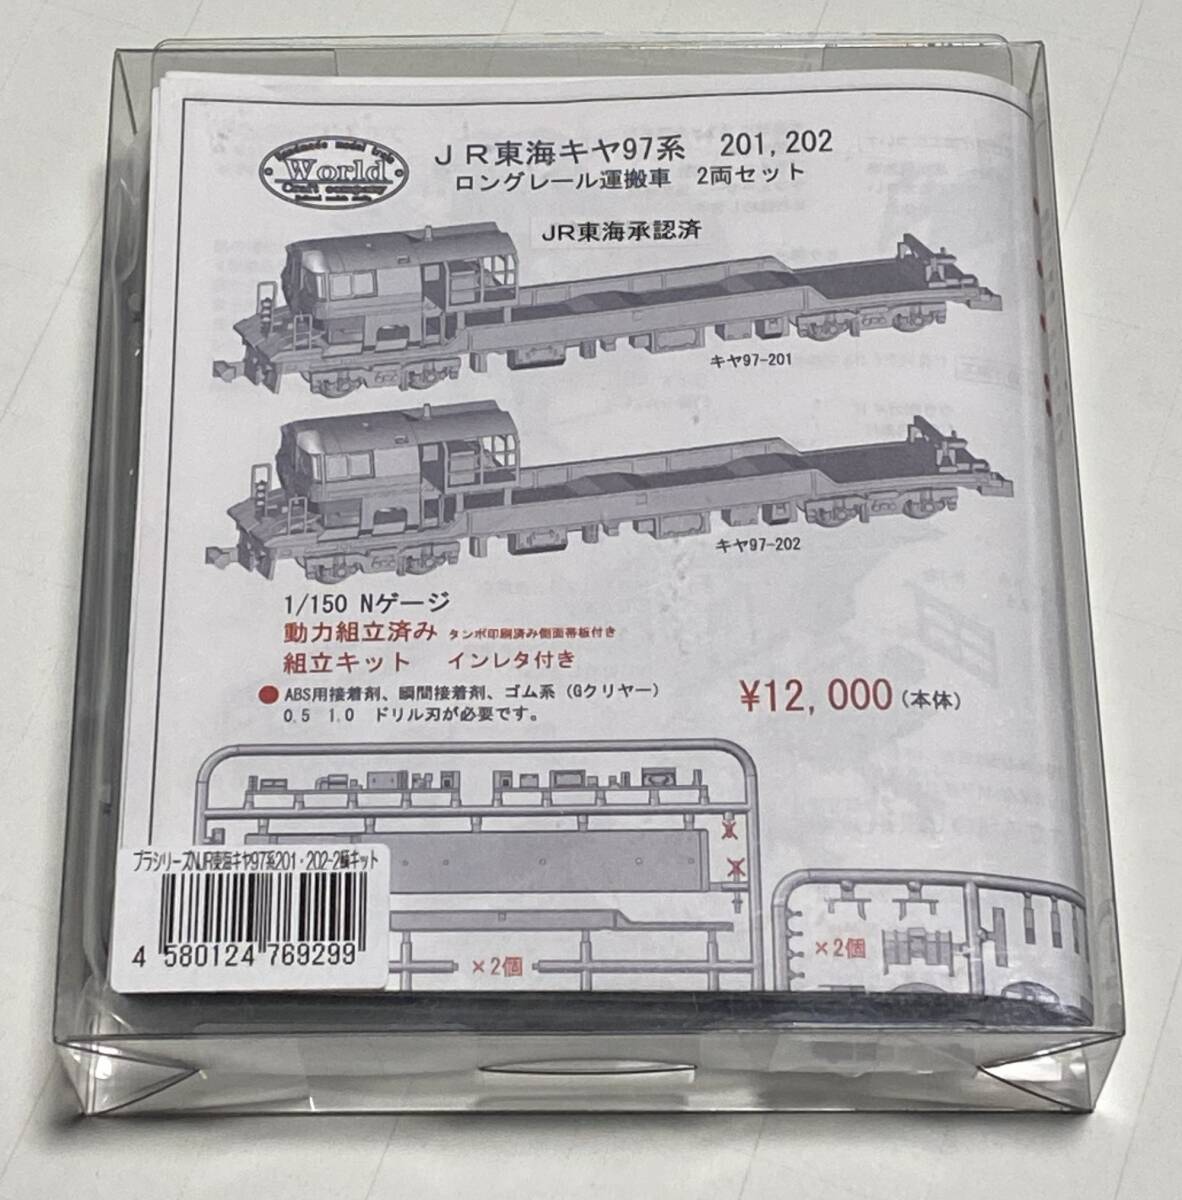 Handmade model train
World
Craft company
JR東海キヤ97系 201,202
ロングレール運搬車 2両セット
JR東海承認済
キヤ97-201
キヤ97-202
1/150 Nゲージ
動力組立済み タンポ印刷済み側面帯板付き
組立キット インレタ付き
●ABS用接着剤、瞬間接着剤、ゴム系(Gクリヤー)
0.5 1.0 ドリル刃が必要です。
¥12,000(本体)
プラシリーズNJR東海キヤ97系201・202-2輌キット
4 580124 769299
×2個
×2個